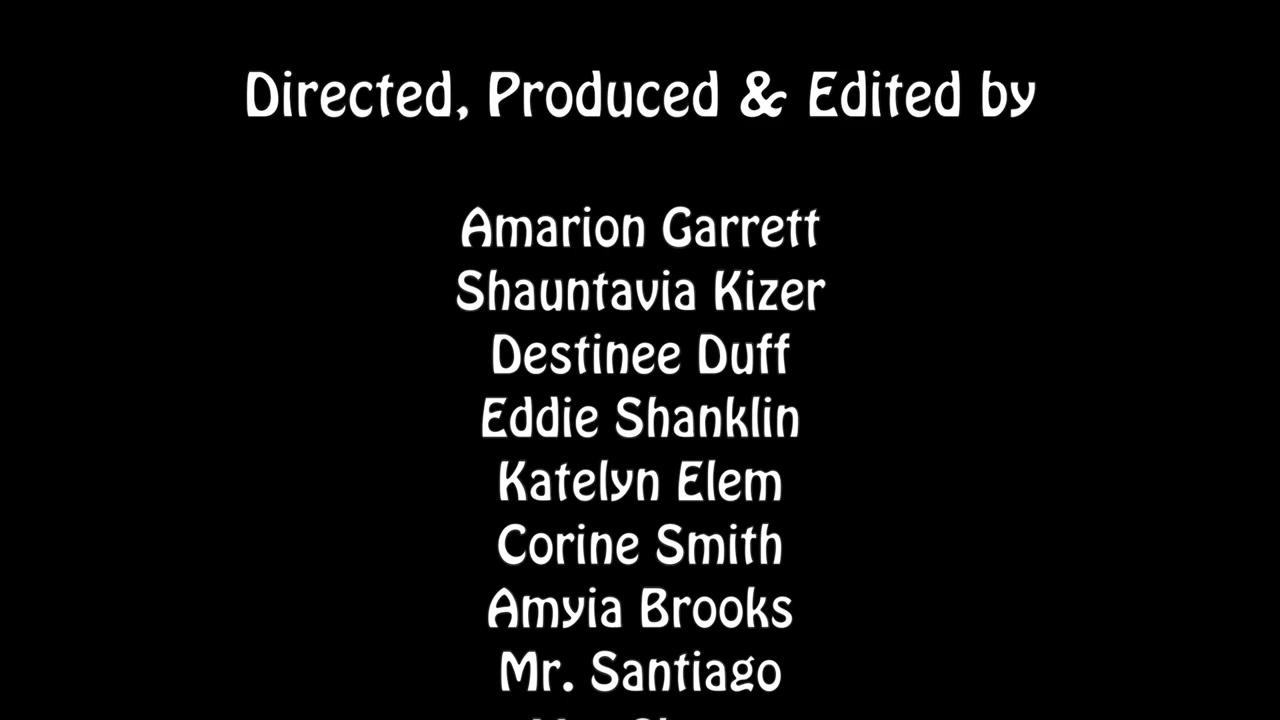 Directed, Produced & Edited by
Amarion Garrett
Shauntavia Kizer
Destinee Duff
Eddie Shanklin
Katelyn Elem
Corine Smith
Amyia Brooks
Mr. Santiago